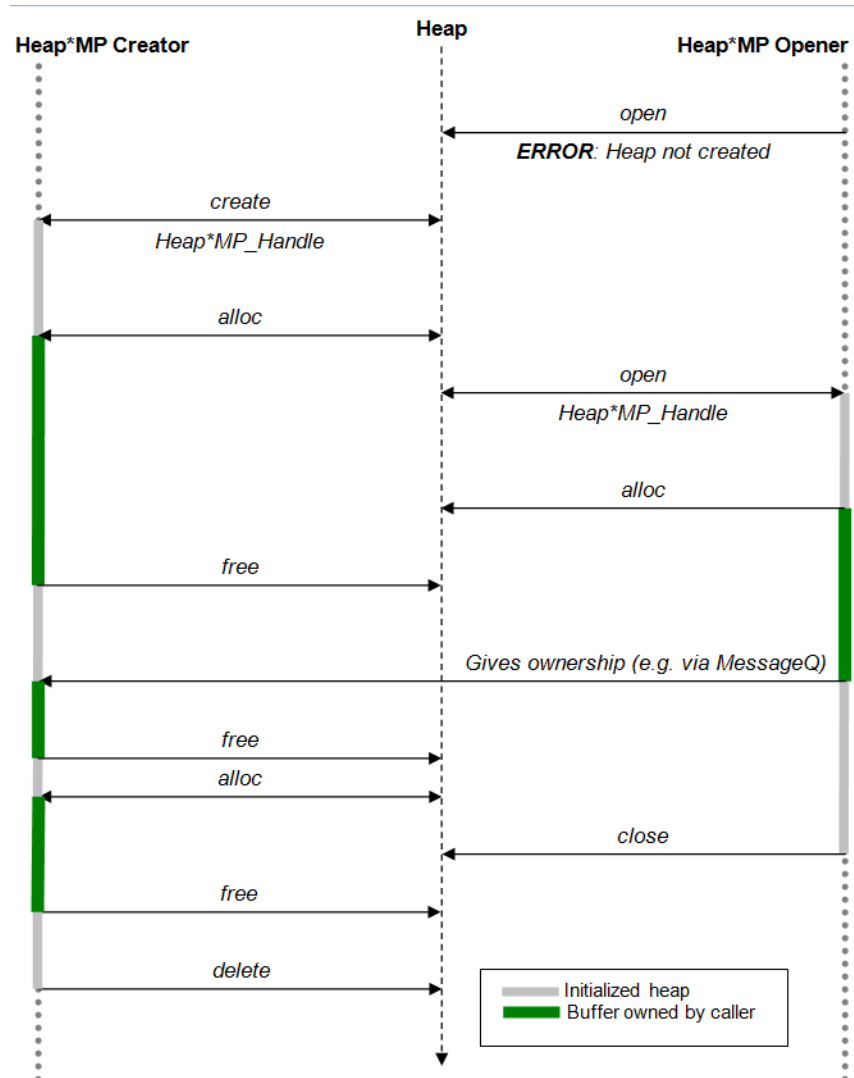 Heap*MP Creator
Heap
Heap*MP Opener
open
ERROR: Heap not created
create
Heap*MP_Handle
alloc
open
Heap*MP_Handle
alloc
free
Gives ownership (e.g. via MessageQ)
free
alloc
close
free
delete
Initialized heap
Buffer owned by caller